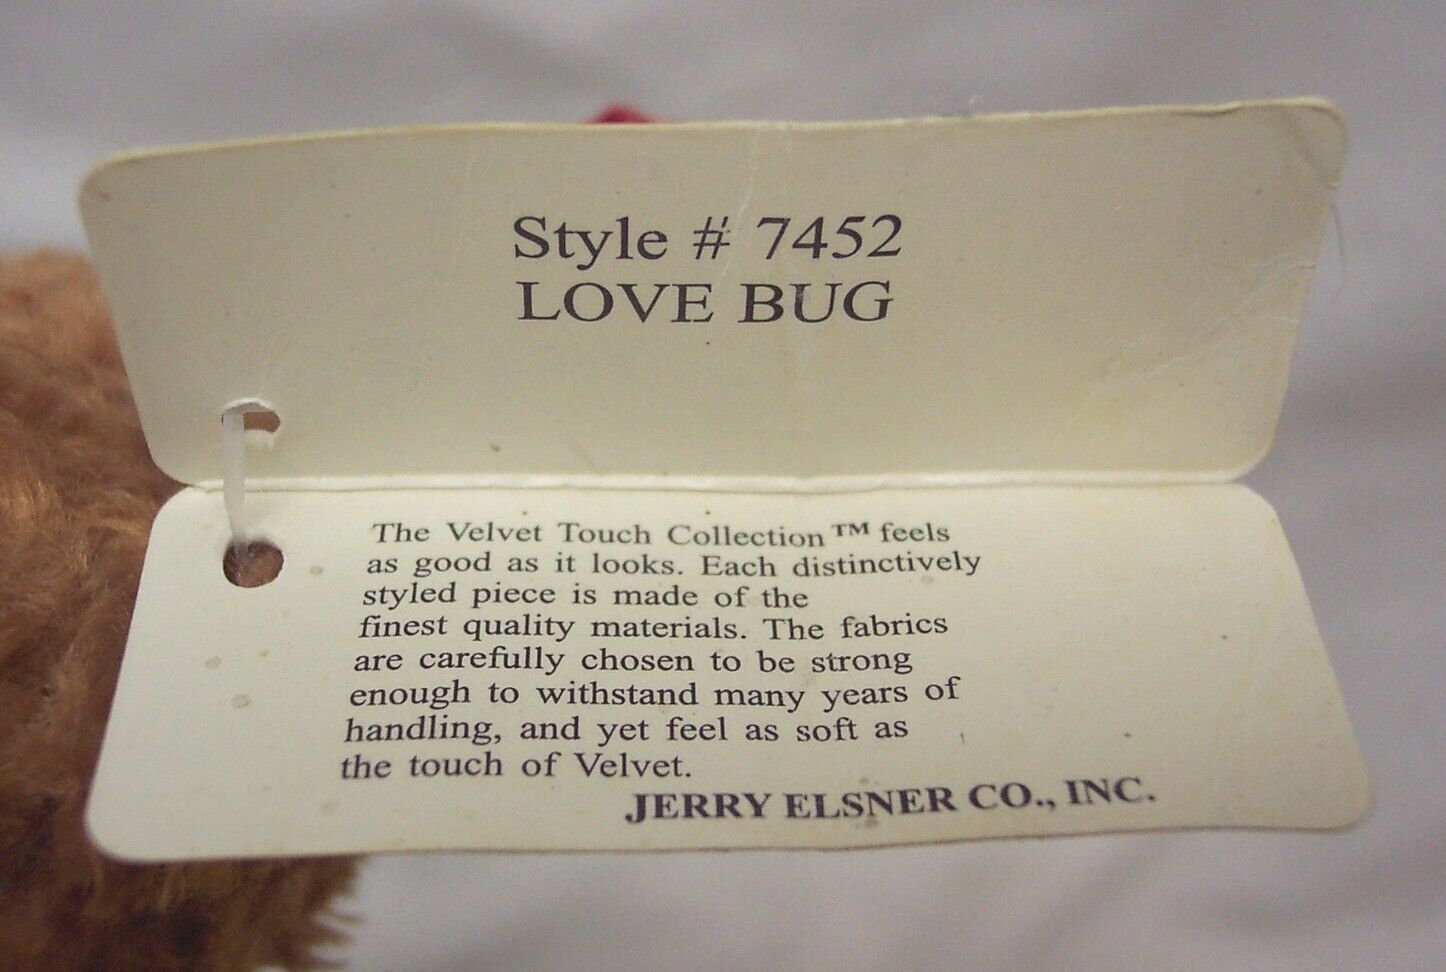 Style # 7452
LOVE BUG
The Velvet Touch Collection™ feels
as good as it looks. Each distinctively
styled piece is made of the
finest quality materials. The fabrics
are carefully chosen to be strong
enough to withstand many years of
handling, and yet feel as soft as
the touch of Velvet.
JERRY ELSNER CO., INC.